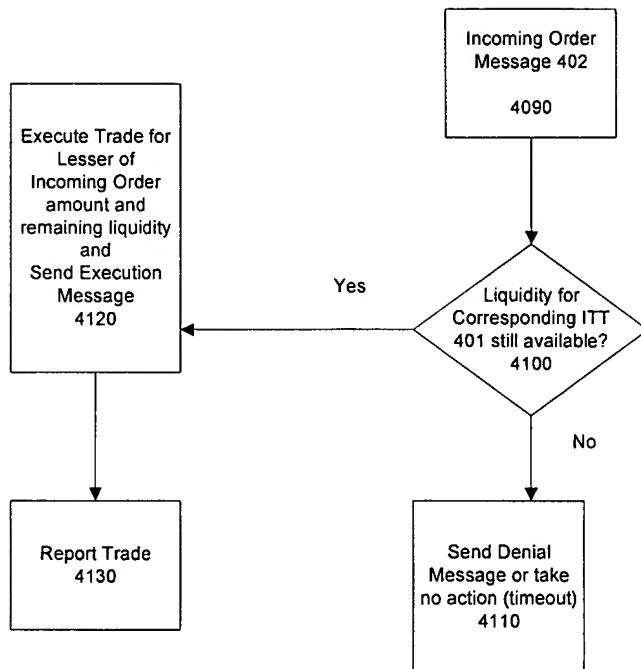 Incoming Order
Message 402
4090
Execute Trade for
Lesser of
Incoming Order
amount and
remaining liquidity
and
Send Execution
Message
4120
Yes
Liquidity for
Corresponding ITT
401 still available?
4100
No
Report Trade
4130
Send Denial
Message or take
no action (timeout)
4110